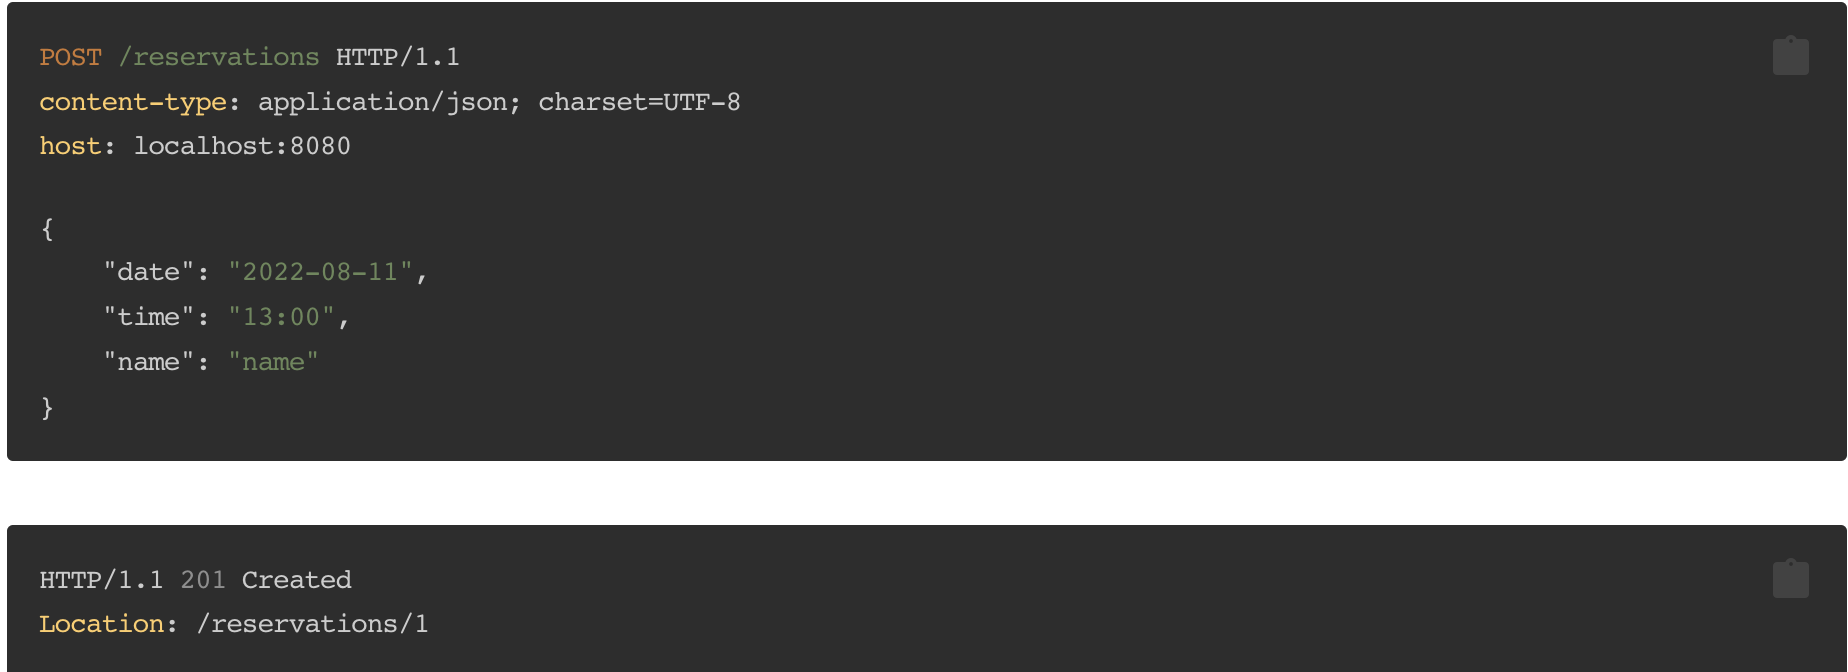 POST /reservations HTTP/1.1
content-type: application/json; charset=UTF-8
host: localhost:8080
{
"date": "2022-08-11",
"time": "13:00",
"name": "name"
}
HTTP/1.1 201 Created
Location: /reservations/1